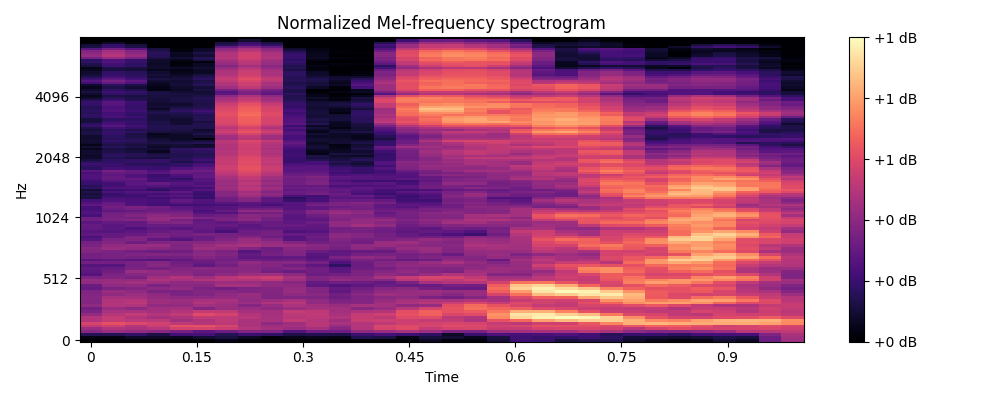 Normalized Mel-frequency spectrogram
Hz
4096
2048
1024
512
0
0 0.15 0.3 0.45 0.6 0.75 0.9
Time
+1 dB
+1 dB
+1 dB
+0 dB
+0 dB
+0 dB